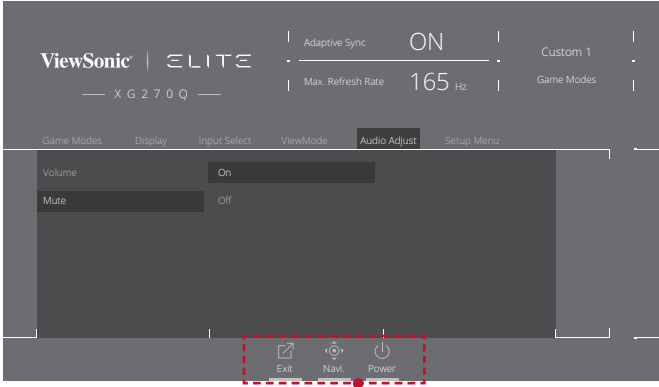 Adaptive Sync ON
Custom 1
ViewSonic® | ELITE
Max. Refresh Rate 165 Hz
Game Modes
XG270Q
Game Modes Display Input Select ViewMode Audio Adjust Setup Menu
Volume On
Mute Off
Exit Navi. Power